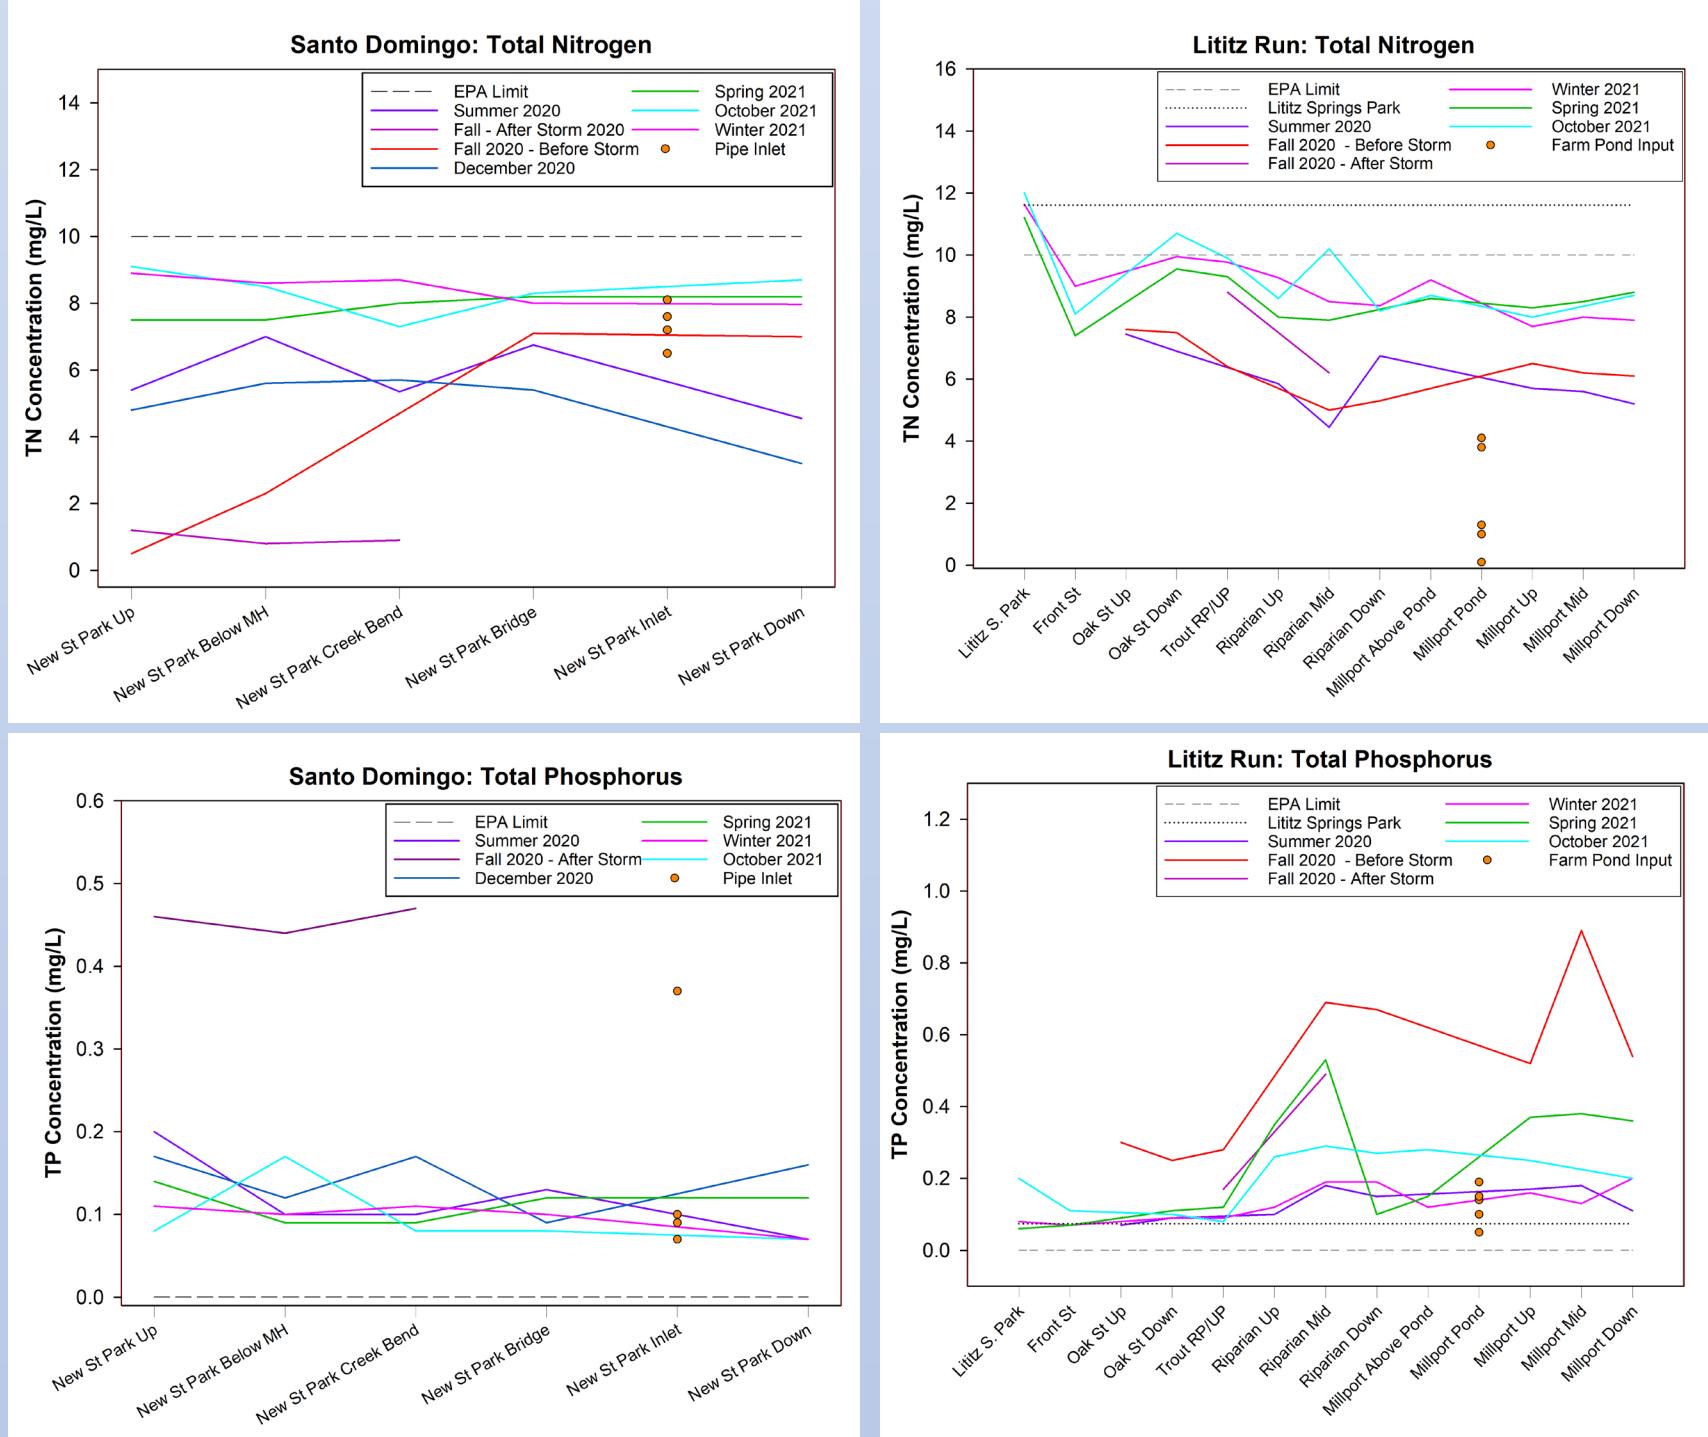 Santo Domingo: Total Nitrogen
TN Concentration (mg/L)
14
12
10
8
6
4
2
0
EPA Limit
Summer 2020
Fall - After Storm 2020
Fall 2020 - Before Storm
December 2020
Spring 2021
October 2021
Winter 2021
Pipe Inlet
New St Park Up
New St Park Below MH
New St Park Creek Bend
New St Park Bridge
New St Park Inlet
New St Park Down
Lititz Run: Total Nitrogen
TN Concentration (mg/L)
16
14
12
10
8
6
4
2
0
EPA Limit
Lititz Springs Park
Summer 2020
Fall 2020 - Before Storm
Fall 2020 - After Storm
Winter 2021
Spring 2021
October 2021
Farm Pond Input
Lititz S. Park
Front St
Oak St Up
Oak St Down
Trout RP/UP
Riparian Up
Riparian Mid
Riparian Down
Millport Above Pond
Millport Pond
Millport Up
Millport Mid
Millport Down
Santo Domingo: Total Phosphorus
TP Concentration (mg/L)
0.6
0.5
0.4
0.3
0.2
0.1
0.0
EPA Limit
Summer 2020
Fall 2020 - After Storm
December 2020
Spring 2021
Winter 2021
October 2021
Pipe Inlet
New St Park Up
New St Park Below MH
New St Park Creek Bend
New St Park Bridge
New St Park Inlet
New St Park Down
Lititz Run: Total Phosphorus
TP Concentration (mg/L)
1.2
1.0
0.8
0.6
0.4
0.2
0.0
EPA Limit
Lititz Springs Park
Summer 2020
Fall 2020 - Before Storm
Fall 2020 - After Storm
Winter 2021
Spring 2021
October 2021
Farm Pond Input
Lititz S. Park
Front St
Oak St Up
Oak St Down
Trout RP/UP
Riparian Up
Riparian Mid
Riparian Down
Millport Above Pond
Millport Pond
Millport Up
Millport Mid
Millport Down